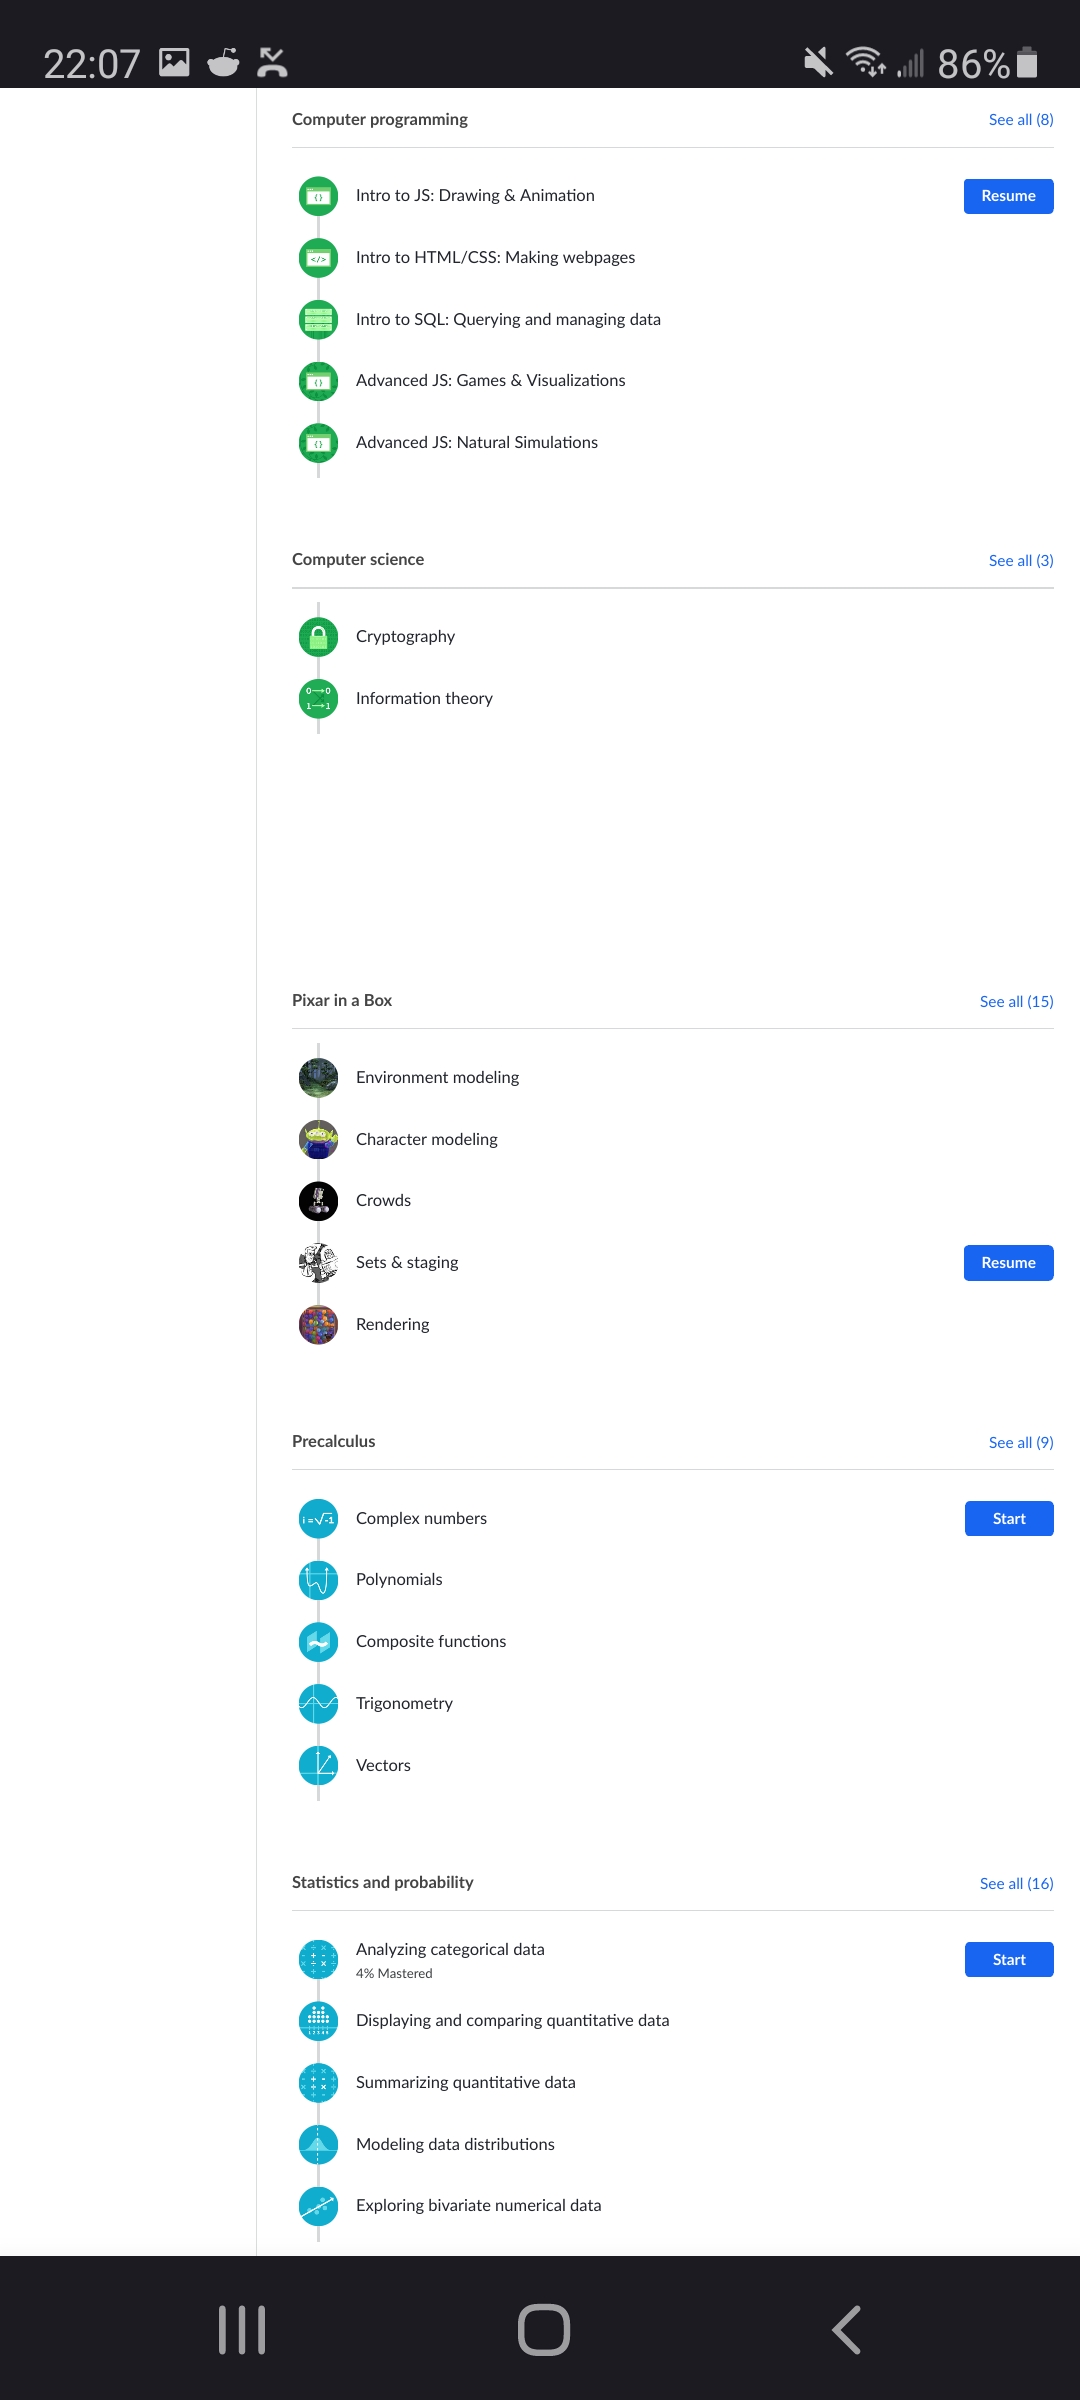 22:07
86%
Computer programming
See all (8)
Intro to JS: Drawing & Animation
Resume
Intro to HTML/CSS: Making webpages
Intro to SQL: Querying and managing data
Advanced JS: Games & Visualizations
Advanced JS: Natural Simulations
Computer science
See all (3)
Cryptography
0→0
1→1
Information theory
Pixar in a Box
See all (15)
Environment modeling
Character modeling
Crowds
Sets & staging
Resume
Rendering
Precalculus
See all (9)
i=√-1
Complex numbers
Start
Polynomials
Composite functions
Trigonometry
Vectors
Statistics and probability
See all (16)
Analyzing categorical data
4% Mastered
Start
Displaying and comparing quantitative data
Summarizing quantitative data
Modeling data distributions
Exploring bivariate numerical data